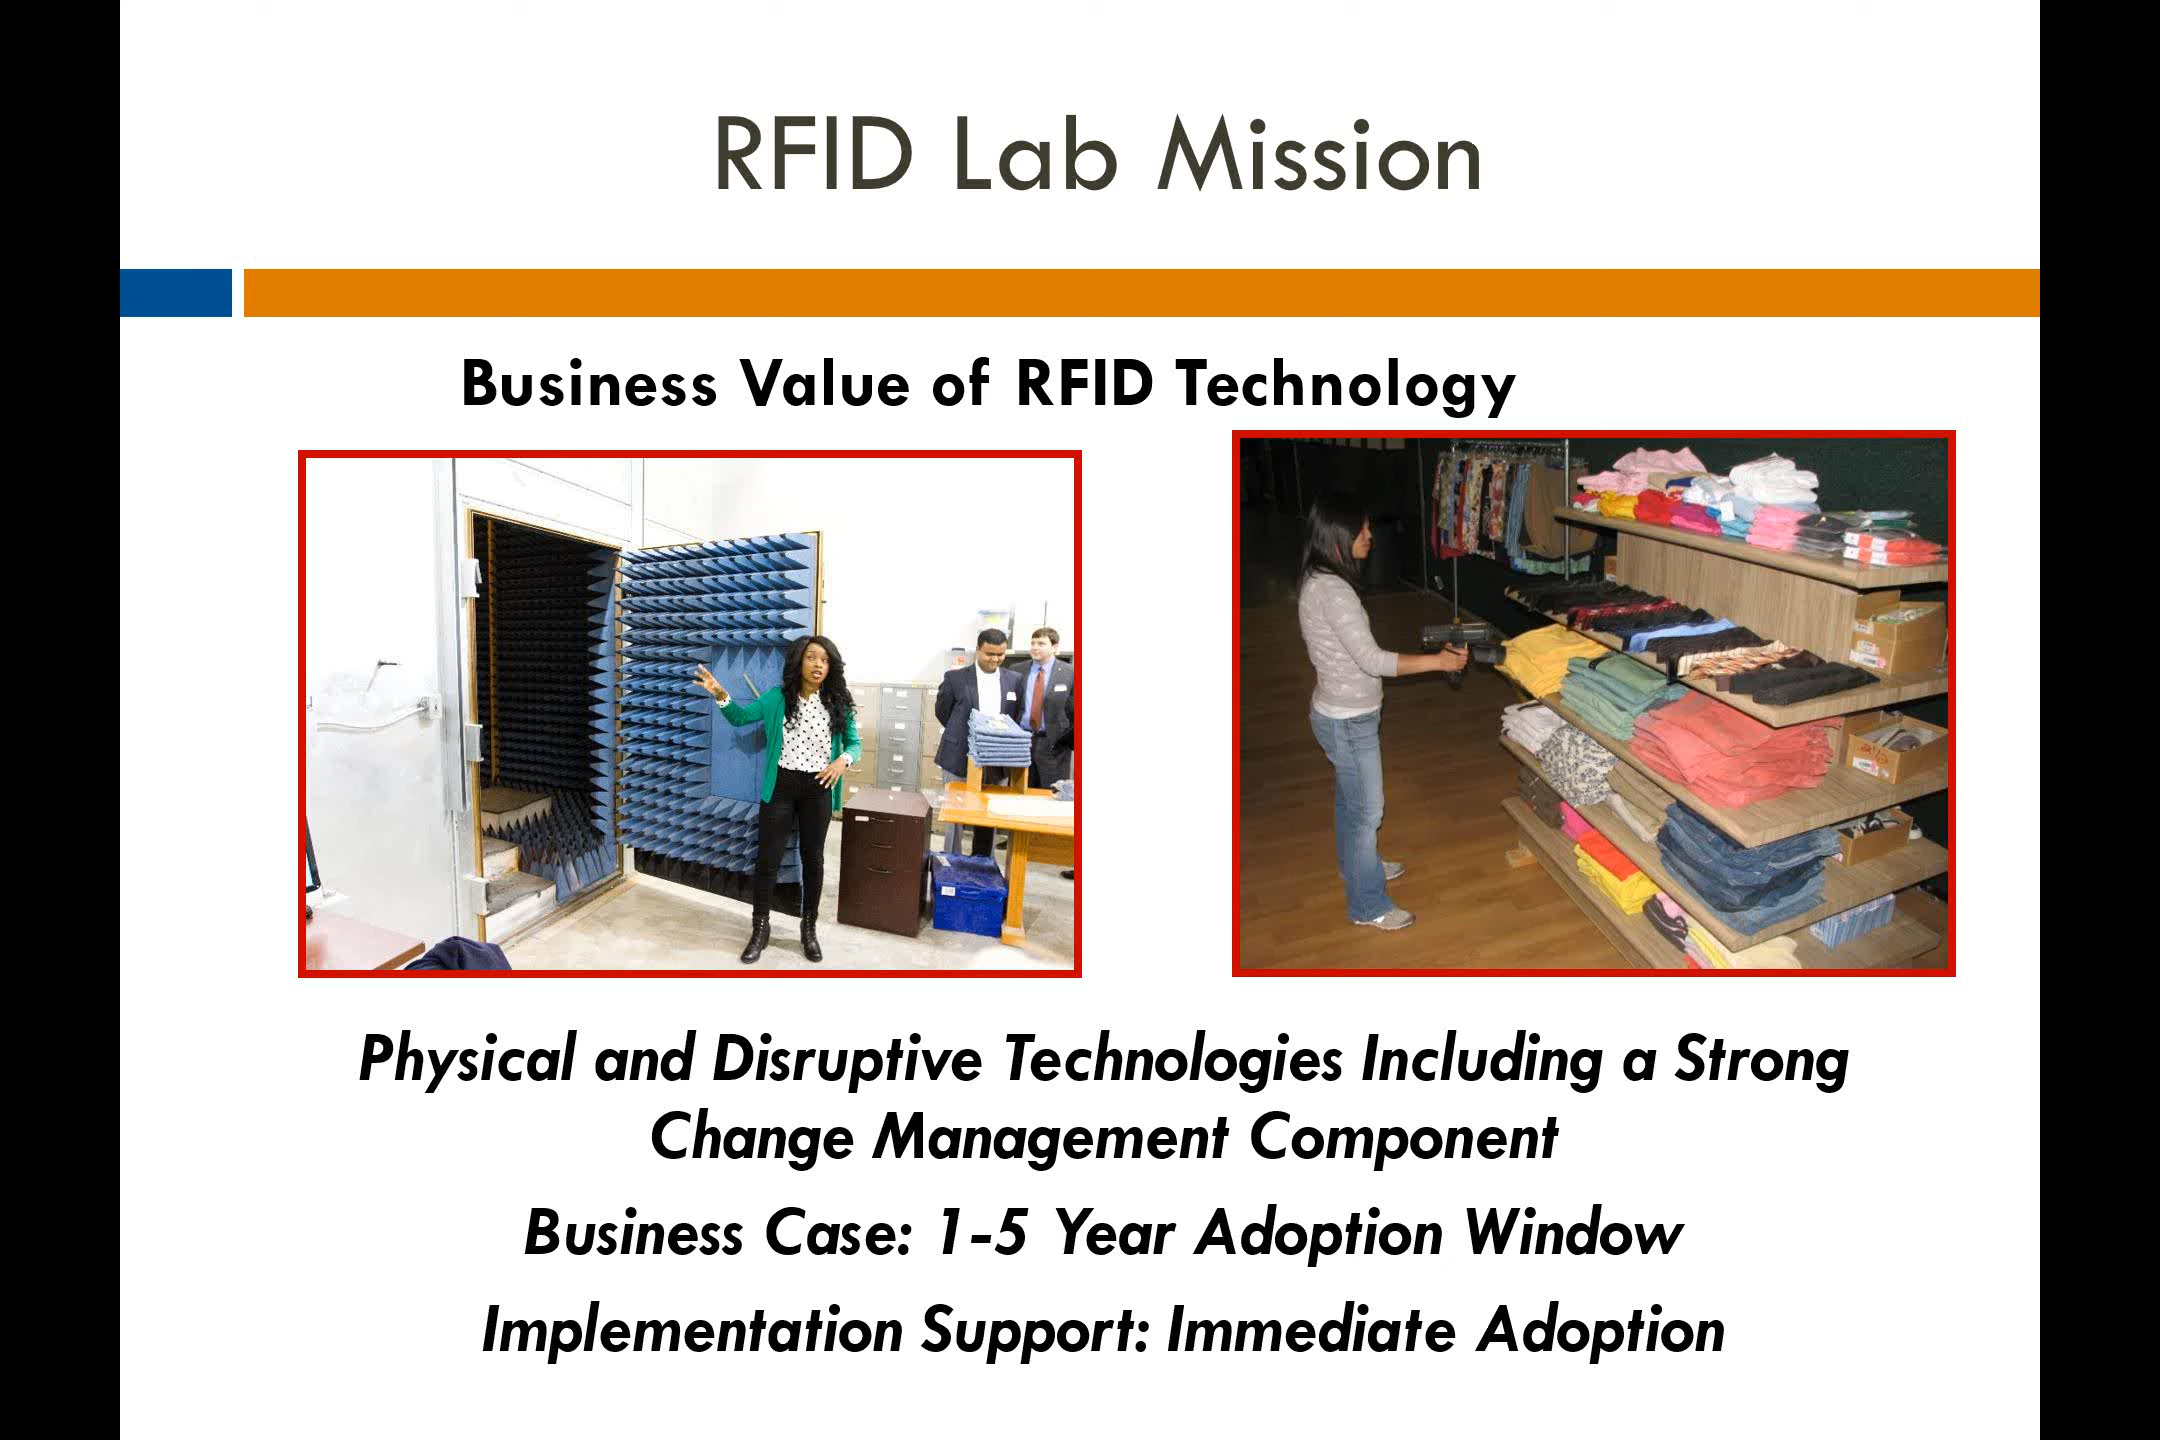 RFID Lab Mission
Business Value of RFID Technology
Physical and Disruptive Technologies Including a Strong
Change Management Component
Business Case: 1-5 Year Adoption Window
Implementation Support: Immediate Adoption